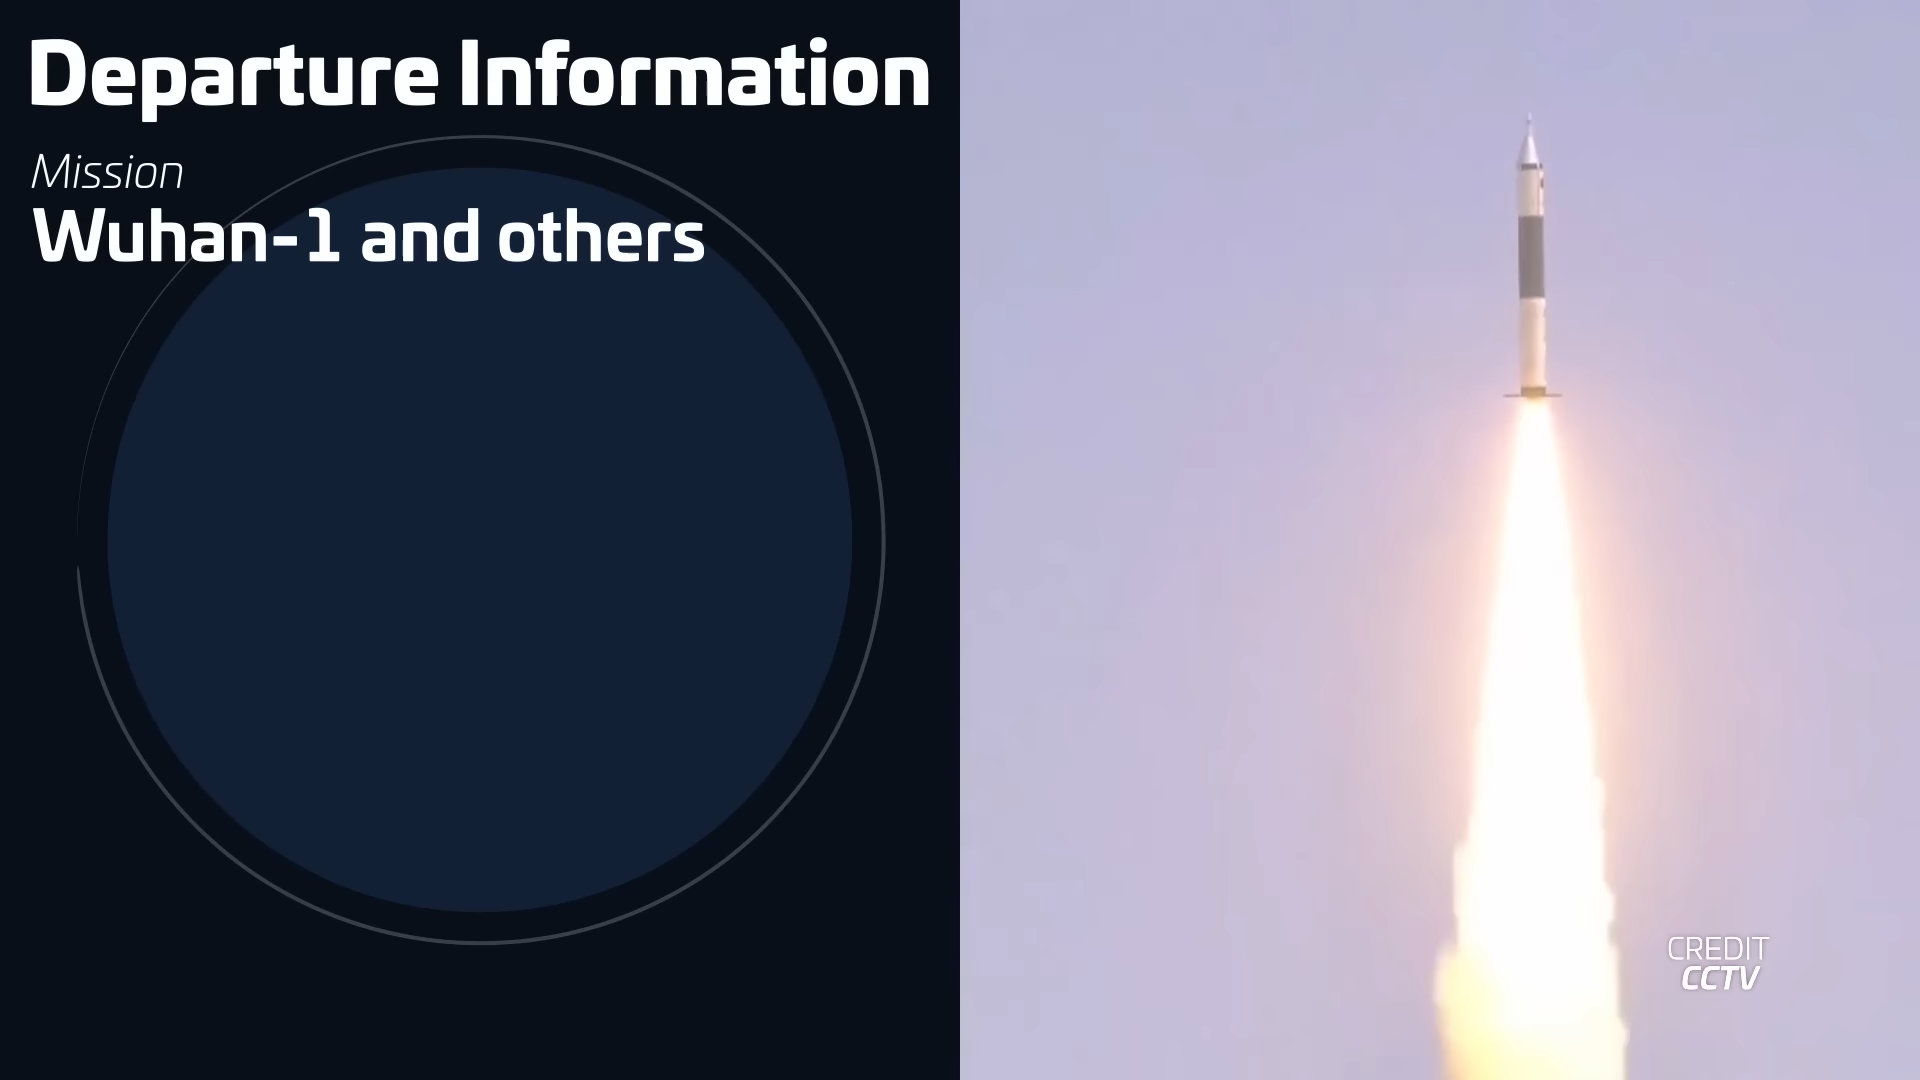 Departure Information
Mission
Wuhan-1 and others
CREDIT
CCTV